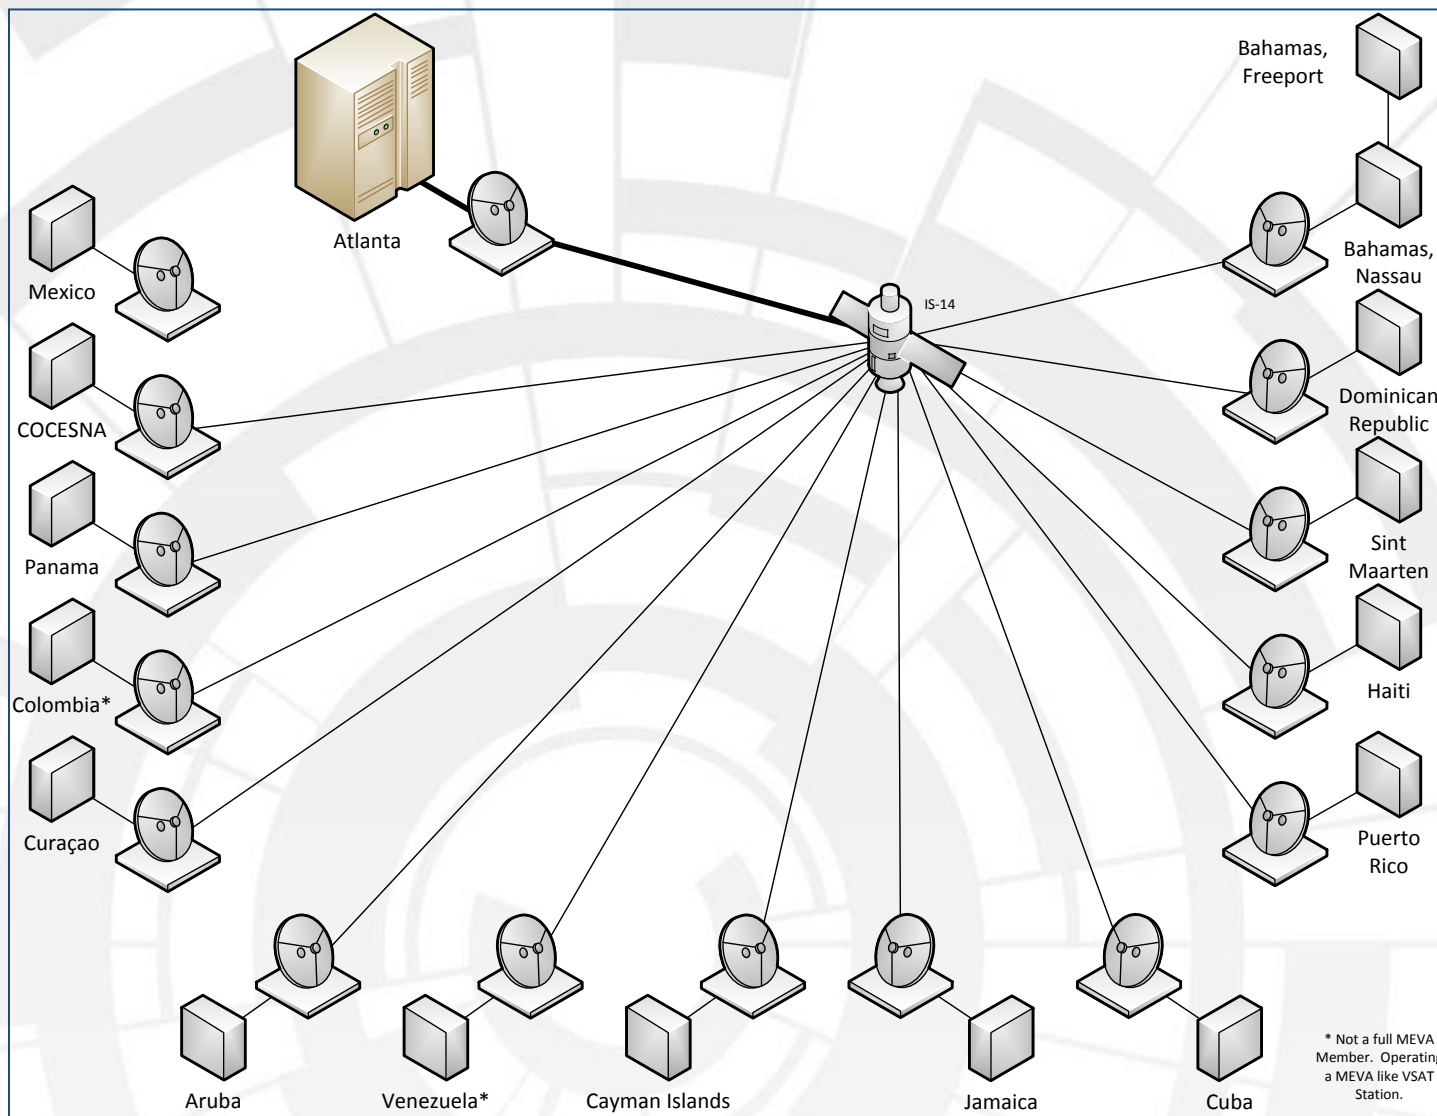 Bahamas,
Freeport
Atlanta
Mexico
Bahamas,
Nassau
IS-14
Dominican
Republic
COCESNA
Panama
Sint
Maarten
Colombia*
Haiti
Curaçao
Puerto
Rico
Aruba
Venezuela*
Cayman Islands
Jamaica
Cuba
* Not a full MEVA
Member. Operating
a MEVA like VSAT
Station.